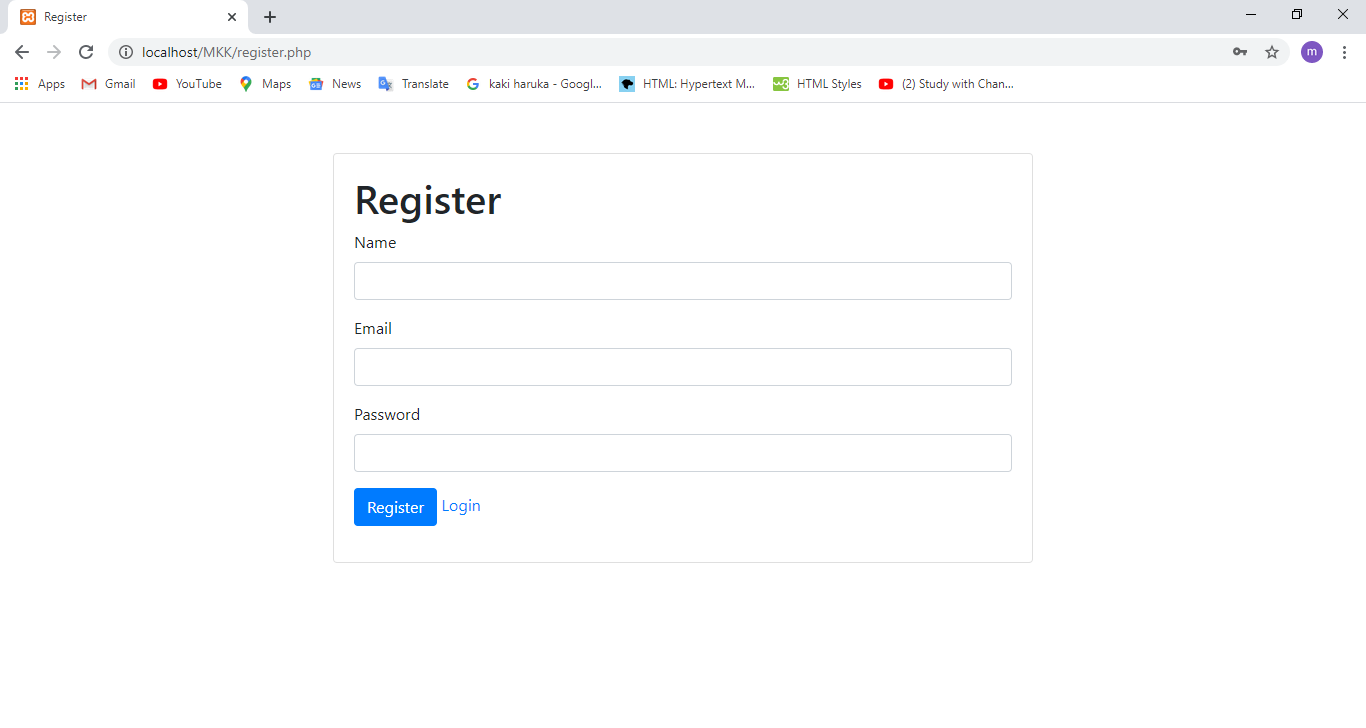 Register
localhost/MKK/register.php
m
Apps Gmail YouTube Maps News Translate kaki haruka - Googl... HTML: Hypertext M... HTML Styles (2) Study with Chan...
Register
Name
Email
Password
Register Login